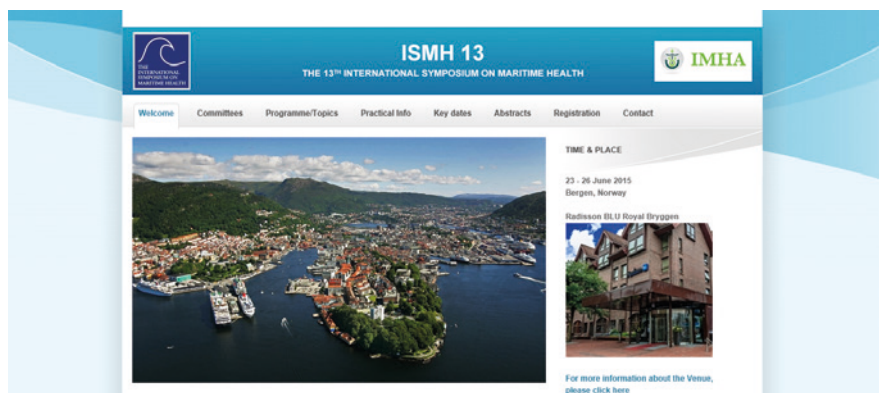 THE
INTERNATIONAL
SYMPOSIUM ON
MARITIME HEALTH
ISMH 13
THE 13TH INTERNATIONAL SYMPOSIUM ON MARITIME HEALTH
IMHA
Welcome Committees Programme/Topics Practical Info Key dates Abstracts Registration Contact
TIME & PLACE
23 - 26 June 2015
Bergen, Norway
Radisson BLU Royal Bryggen
For more information about the Venue,
please click here